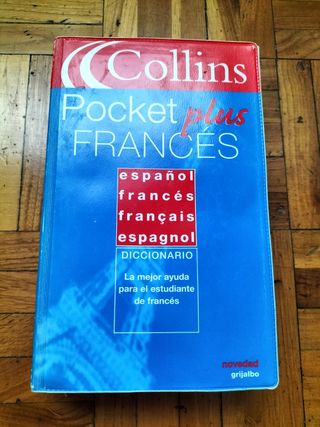 Collins
Pocket plus
FRANCÉS
español
francés
français
espagnol
DICCIONARIO
La mejor ayuda
para el estudiante
de francés
novedad
grijalbo